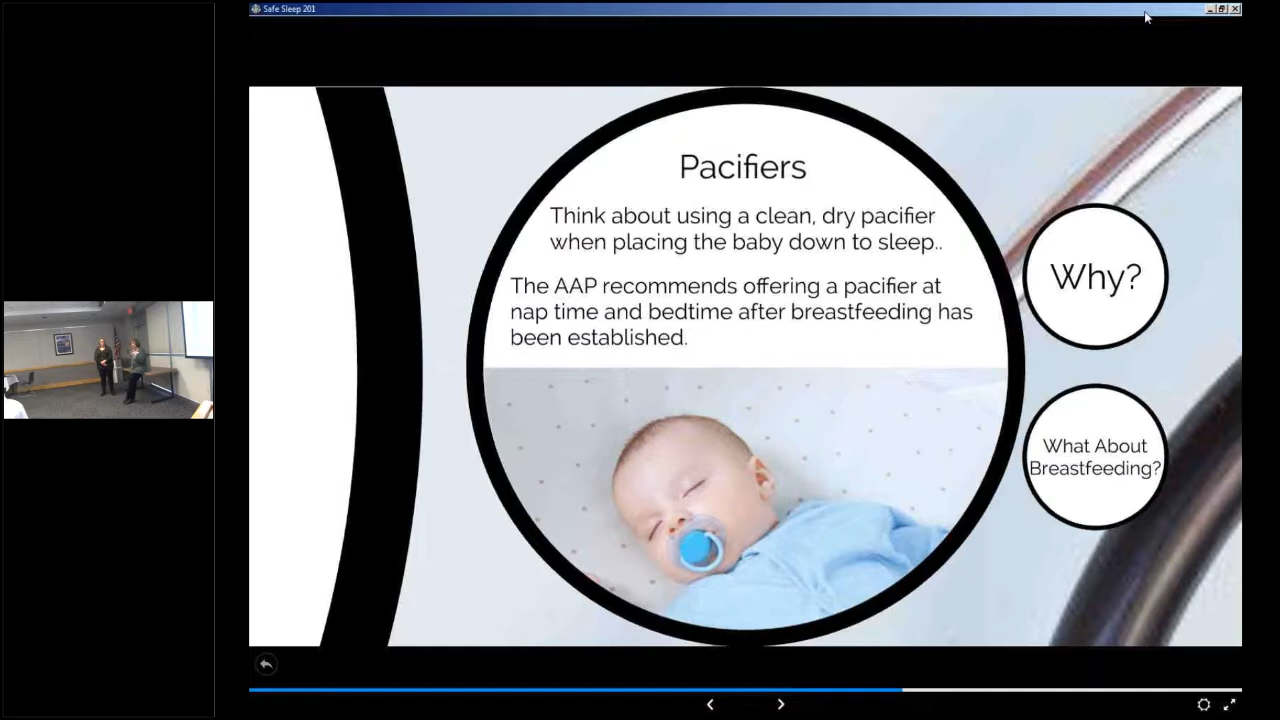 Safe Sleep 201
Pacifiers
Think about using a clean, dry pacifier
when placing the baby down to sleep..
The AAP recommends offering a pacifier at
nap time and bedtime after breastfeeding has
been established.
Why?
What About
Breastfeeding?